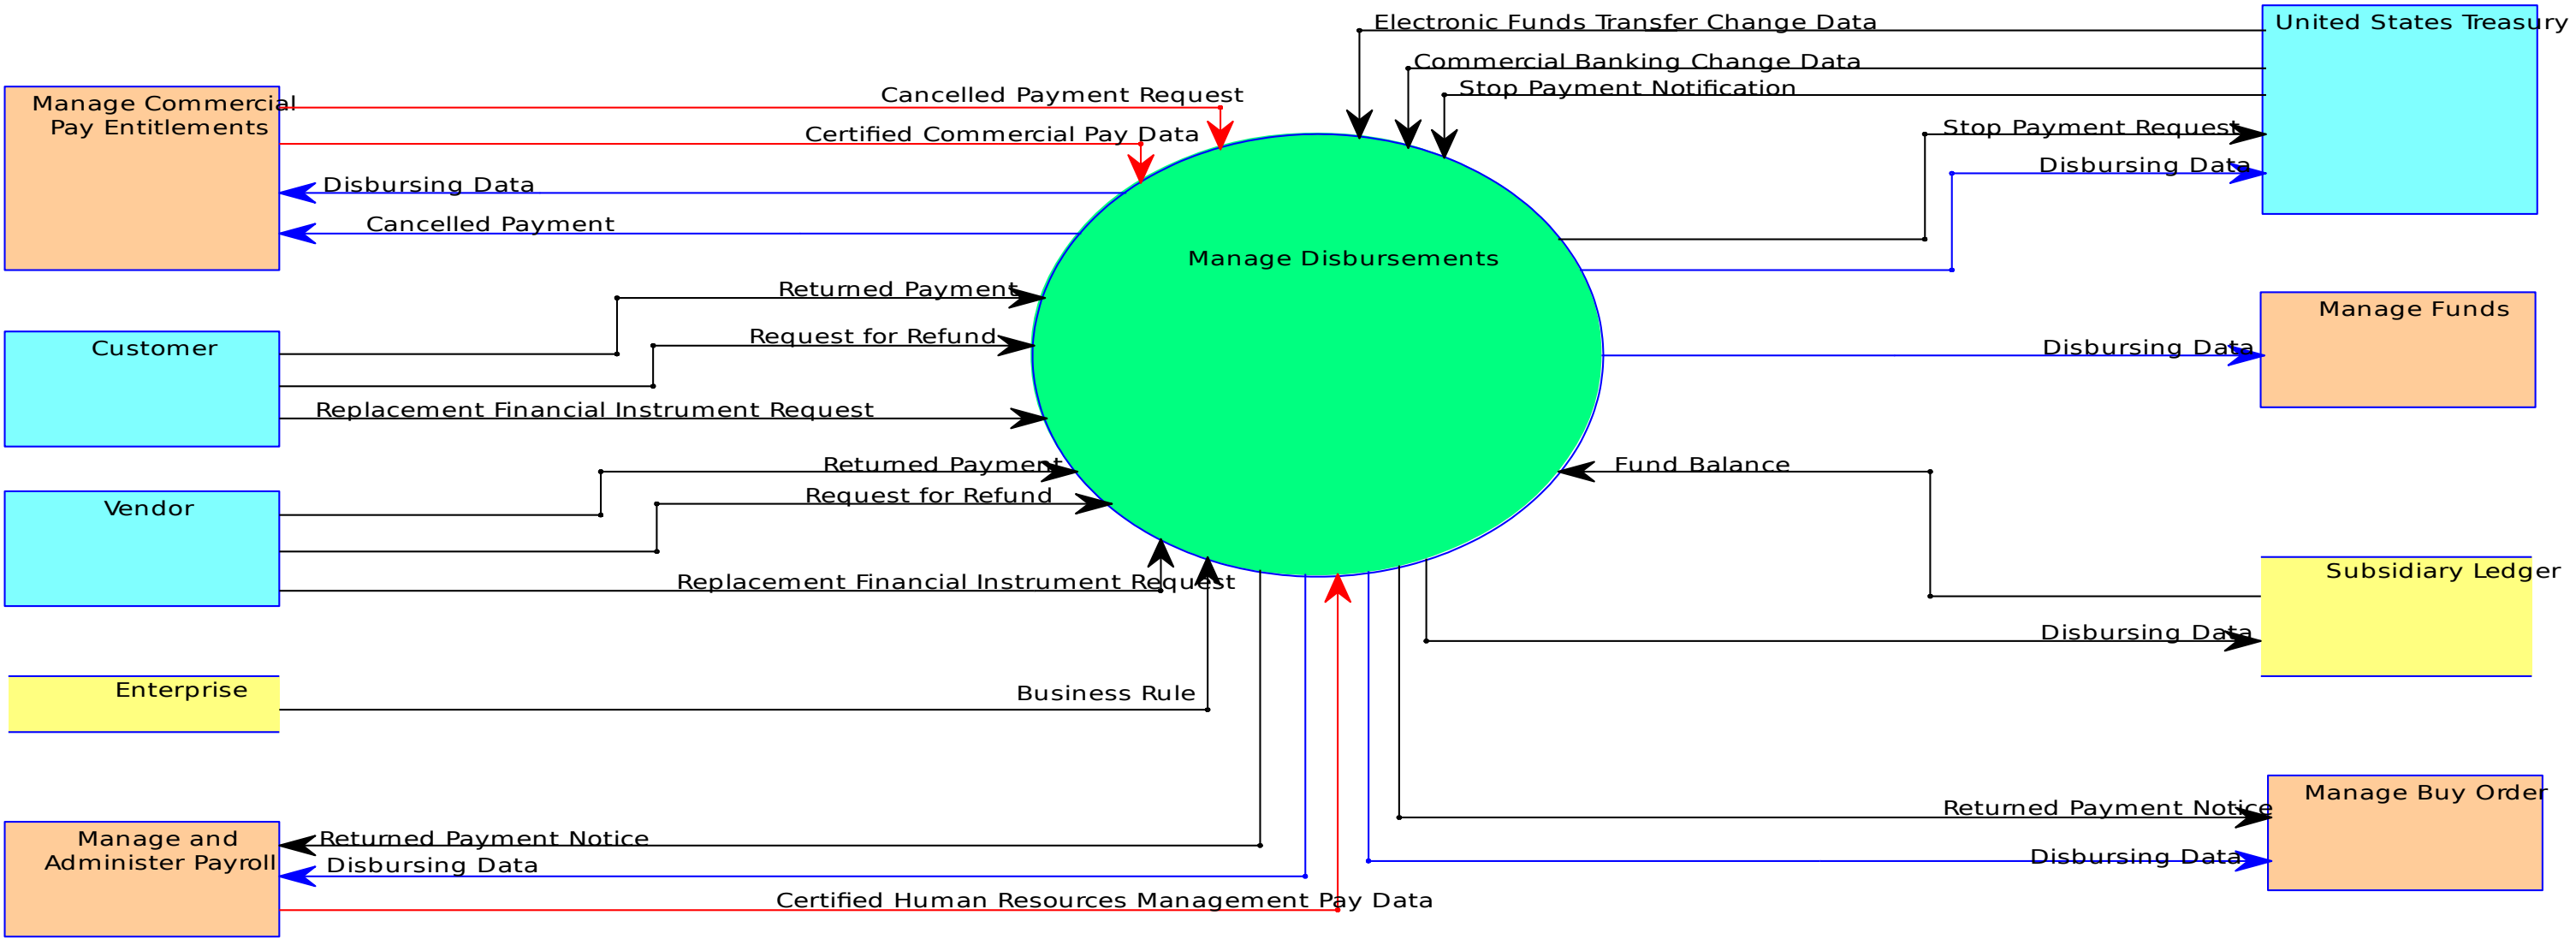 Electronic Funds Transfer Change Data
United States Treasury
Commercial Banking Change Data
Stop Payment Notification
Manage Commercial
Pay Entitlements
Cancelled Payment Request
Certified Commercial Pay Data
Stop Payment Request
Disbursing Data
Disbursing Data
Cancelled Payment
Manage Disbursements
Returned Payment
Manage Funds
Customer
Request for Refund
Disbursing Data
Replacement Financial Instrument Request
Returned Payment
Fund Balance
Vendor
Request for Refund
Replacement Financial Instrument Request
Subsidiary Ledger
Disbursing Data
Enterprise
Business Rule
Manage Buy Order
Returned Payment Notice
Manage and
Administer Payroll
Returned Payment Notice
Disbursing Data
Disbursing Data
Certified Human Resources Management Pay Data